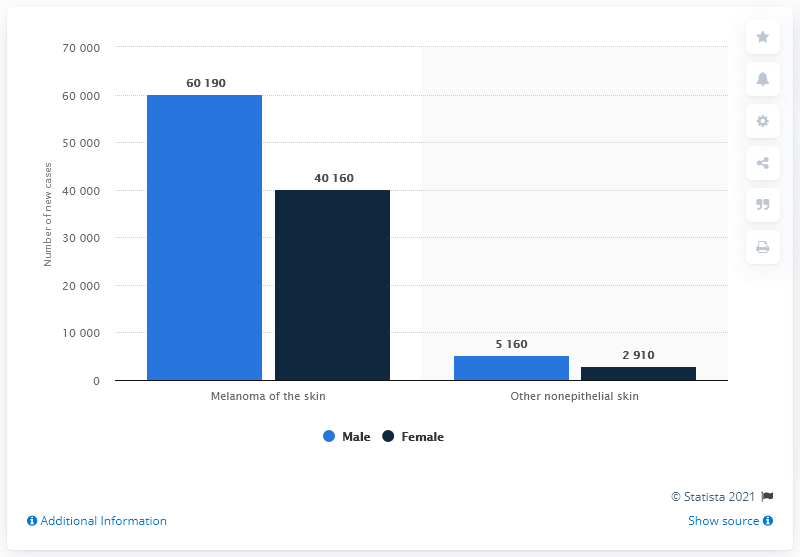 70 000
60 000
50 000
40 000
30 000
20 000
10 000
0
Number of new cases
60 190
40 160
5 160
2 910
Melanoma of the skin
Other nonepithelial skin
Male
Female
© Statista 2021
Additional Information
Show source